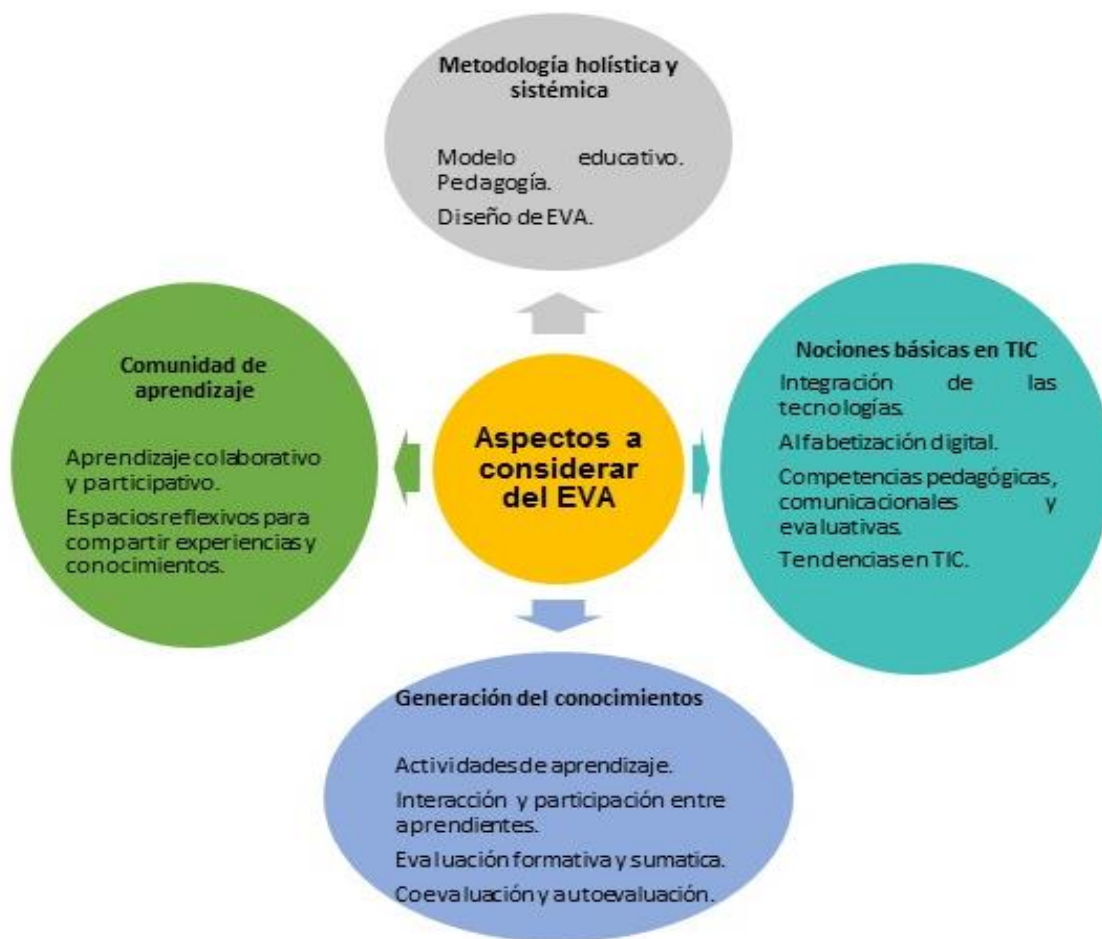 Metodología holística y
sistémica
Modelo educativo.
Pedagogía.
Diseño de EVA.
Comunidad de
aprendizaje
Aprendizaje colaborativo
y participativo.
Espacios reflexivos para
compartir experiencias y
conocimientos.
Aspectos a
considerar
del EVA
Nociones básicas en TIC
Integración de las
tecnologías.
Alfabetización digital.
Competencias pedagógicas,
comunicacionales y
evaluativas.
Tendencias en TIC.
Generación del conocimientos
Actividades de aprendizaje.
Interacción y participación entre
aprendientes.
Evaluación formativa y sumatica.
Coevaluación y autoevaluación.